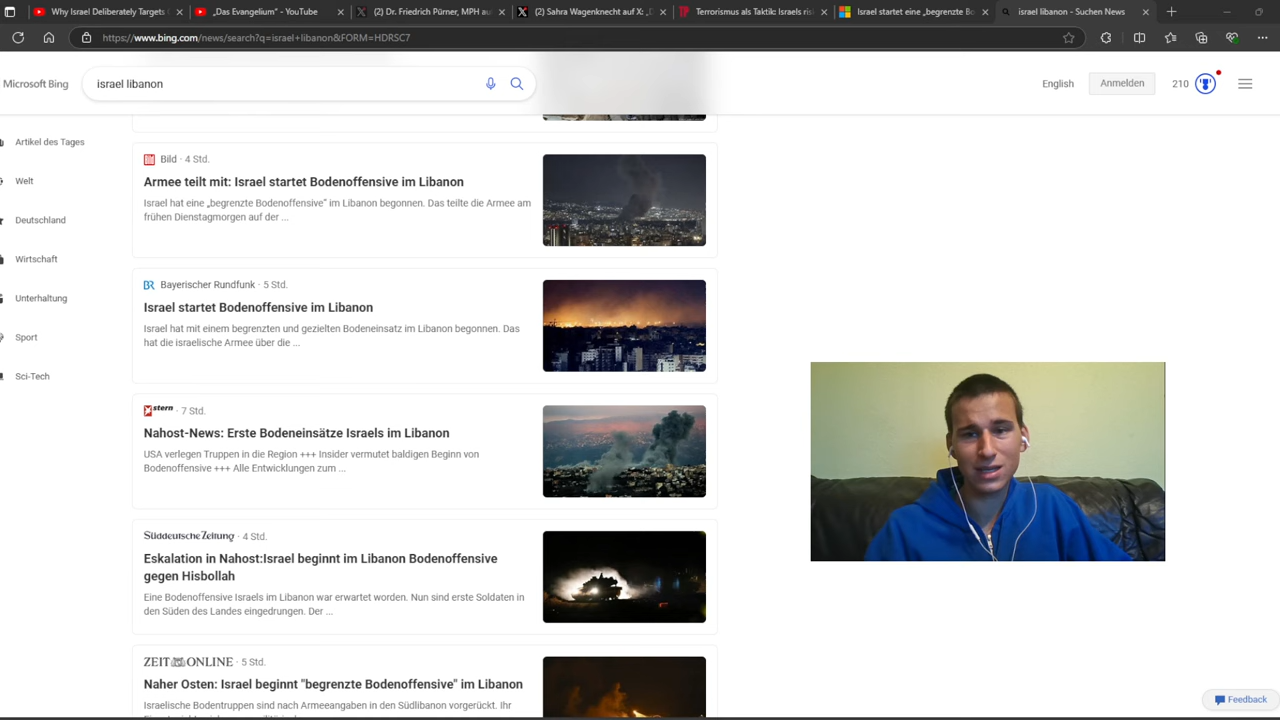 Why Israel Deliberately Targets
„Das Evangelium“ - YouTube
(2) Dr. Friedrich Pürner, MEP au
(2) Sahra Wagenknecht auf X: „D
Terrorismus als Taktik: Israels ris
Israel startet eine „begrenzte Bo
israel libanon - Suchen News
https://www.bing.com/news/search?q=israel+libanon&FORM=HDRSC7
Microsoft Bing
israel libanon
English
Anmelden
210
Artikel des Tages
Welt
Deutschland
Wirtschaft
Unterhaltung
Sport
Sci-Tech
Bild · 4 Std.
Armee teilt mit: Israel startet Bodenoffensive im Libanon
Israel hat eine „begrenzte Bodenoffensive“ im Libanon begonnen. Das teilte die Armee am
frühen Dienstagmorgen auf der ...
BR Bayerischer Rundfunk · 5 Std.
Israel startet Bodenoffensive im Libanon
Israel hat mit einem begrenzten und gezielten Bodeneinsatz im Libanon begonnen. Das
hat die israelische Armee über die ...
stern · 7 Std.
Nahost-News: Erste Bodeneinsätze Israels im Libanon
USA verlegen Truppen in die Region +++ Insider vermutet baldigen Beginn von
Bodenoffensive +++ Alle Entwicklungen zum ...
Süddeutsche Zeitung · 4 Std.
Eskalation in Nahost:Israel beginnt im Libanon Bodenoffensive
gegen Hisbollah
Eine Bodenoffensive Israels im Libanon war erwartet worden. Nun sind erste Soldaten in
den Süden des Landes eingedrungen. Der ...
ZEIT ONLINE · 5 Std.
Naher Osten: Israel beginnt "begrenzte Bodenoffensive" im Libanon
Israelische Bodentruppen sind nach Armeeangaben in den Südlibanon vorgerückt. Ihr
Feedback